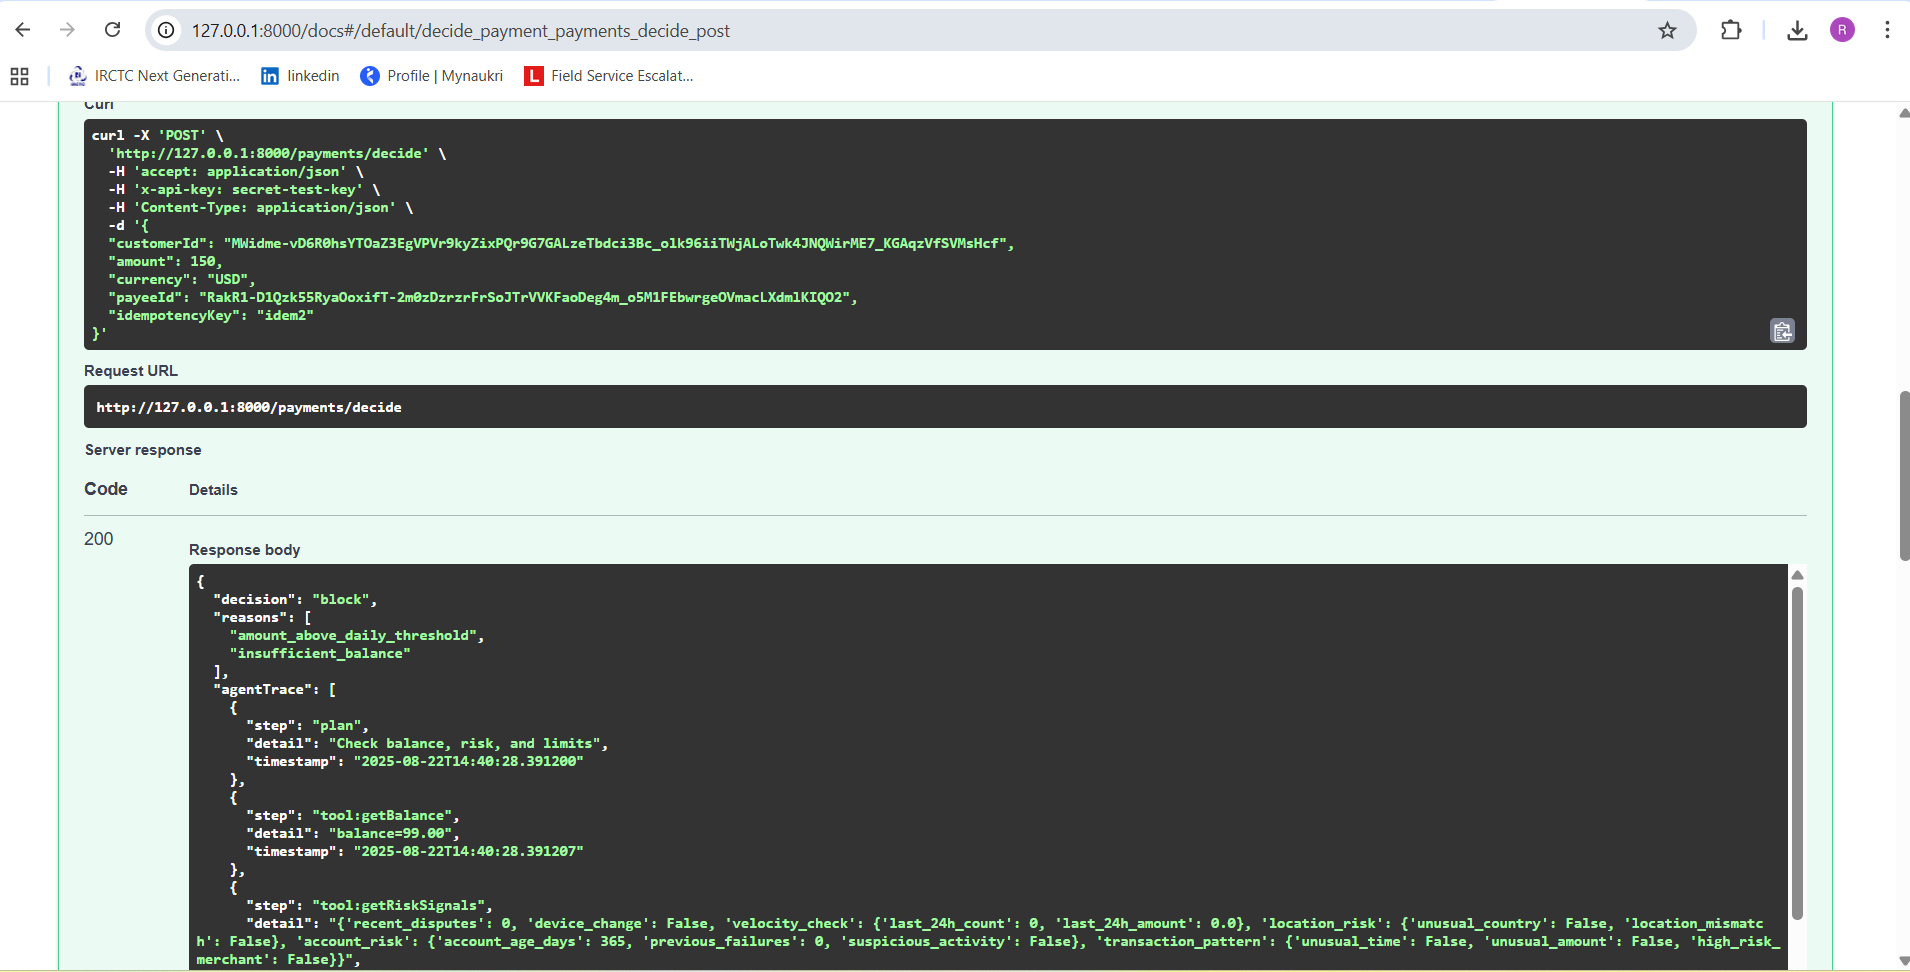 127.0.0.1:8000/docs#/default/decide_payment_payments_decide_post
R
IRCTC Next Generati...
linkedin
Profile | Mynaukri
L Field Service Escalat...
Curl
curl -X 'POST' \
  'http://127.0.0.1:8000/payments/decide' \
  -H 'accept: application/json' \
  -H 'x-api-key: secret-test-key' \
  -H 'Content-Type: application/json' \
  -d '{
  "customerId": "MWidme-vD6R0hsYTOaZ3EgVPVr9kyZixPQr9G7GALzeTbdci3Bc_olk96iiTWjALoTwk4JNQWirME7_KGAqzVfSVMsHcf",
  "amount": 150,
  "currency": "USD",
  "payeeId": "RakR1-D1Qzk55RyaOoxifT-2m0zDzrzrFrSoJTrVVKFaoDeg4m_o5M1FEbwrgeOVmacLXdmlKIQO2",
  "idempotencyKey": "idem2"
}'
Request URL
http://127.0.0.1:8000/payments/decide
Server response
Code Details
200
Response body
{
  "decision": "block",
  "reasons": [
    "amount_above_daily_threshold",
    "insufficient_balance"
  ],
  "agentTrace": [
    {
      "step": "plan",
      "detail": "Check balance, risk, and limits",
      "timestamp": "2025-08-22T14:40:28.391200"
    },
    {
      "step": "tool:getBalance",
      "detail": "balance=99.00",
      "timestamp": "2025-08-22T14:40:28.391207"
    },
    {
      "step": "tool:getRiskSignals",
      "detail": "{'recent_disputes': 0, 'device_change': False, 'velocity_check': {'last_24h_count': 0, 'last_24h_amount': 0.0}, 'location_risk': {'unusual_country': False, 'location_mismatc
h': False}, 'account_risk': {'account_age_days': 365, 'previous_failures': 0, 'suspicious_activity': False}, 'transaction_pattern': {'unusual_time': False, 'unusual_amount': False, 'high_risk_
merchant': False}}",